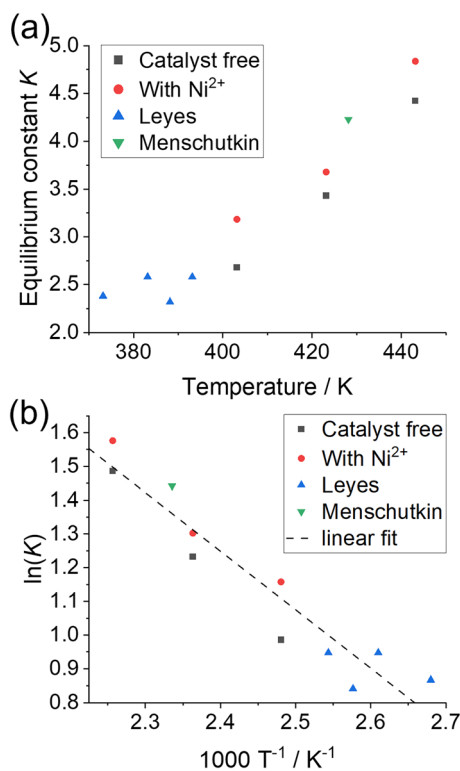 (a)
Equilibrium constant K
5.0
4.5
4.0
3.5
3.0
2.5
2.0
Catalyst free
With Ni²⁺
Leyes
Menschutkin
380 400 420 440
Temperature / K
(b)
ln(K)
1.6
1.5
1.4
1.3
1.2
1.1
1.0
0.9
0.8
Catalyst free
With Ni²⁺
Leyes
Menschutkin
linear fit
2.3 2.4 2.5 2.6 2.7
1000 T⁻¹ / K⁻¹